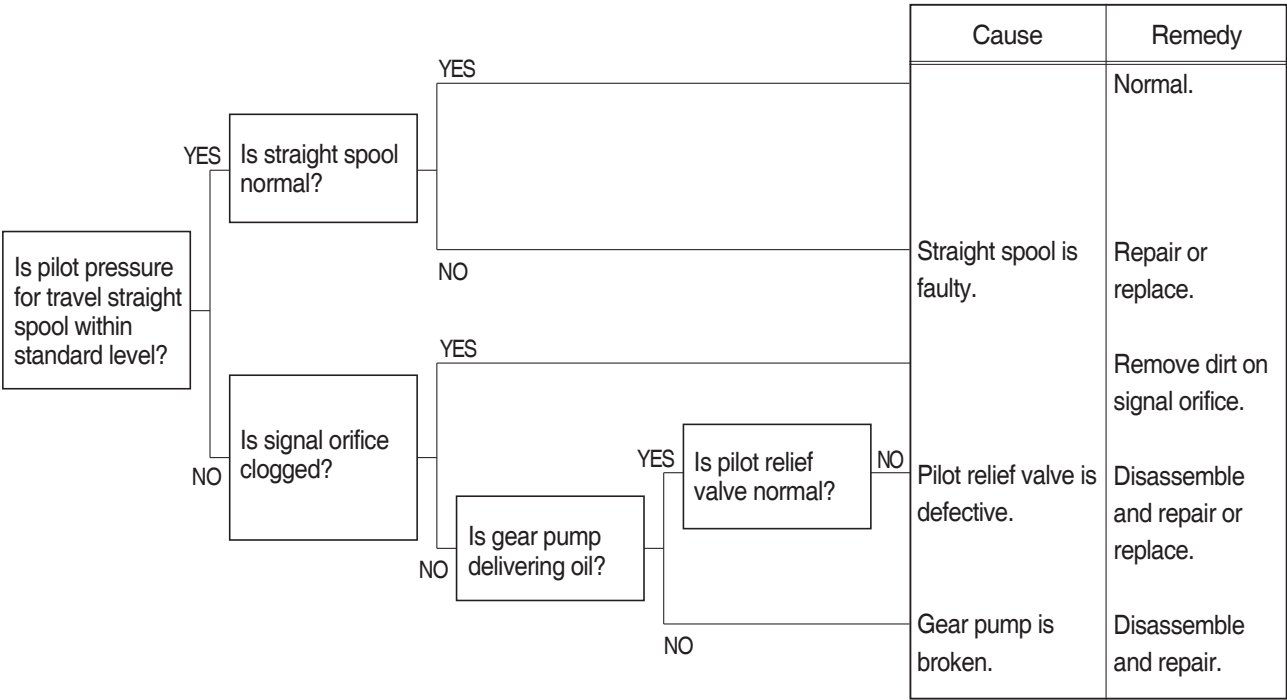 Cause
Remedy
YES
Normal.
YES
Is straight spool
normal?
NO
Straight spool is
faulty.
Repair or
replace.
Is pilot pressure
for travel straight
spool within
standard level?
YES
Remove dirt on
signal orifice.
NO
Is signal orifice
clogged?
YES
Is pilot relief
valve normal?
NO
Pilot relief valve is
defective.
Disassemble
and repair or
replace.
NO
Is gear pump
delivering oil?
NO
Gear pump is
broken.
Disassemble
and repair.